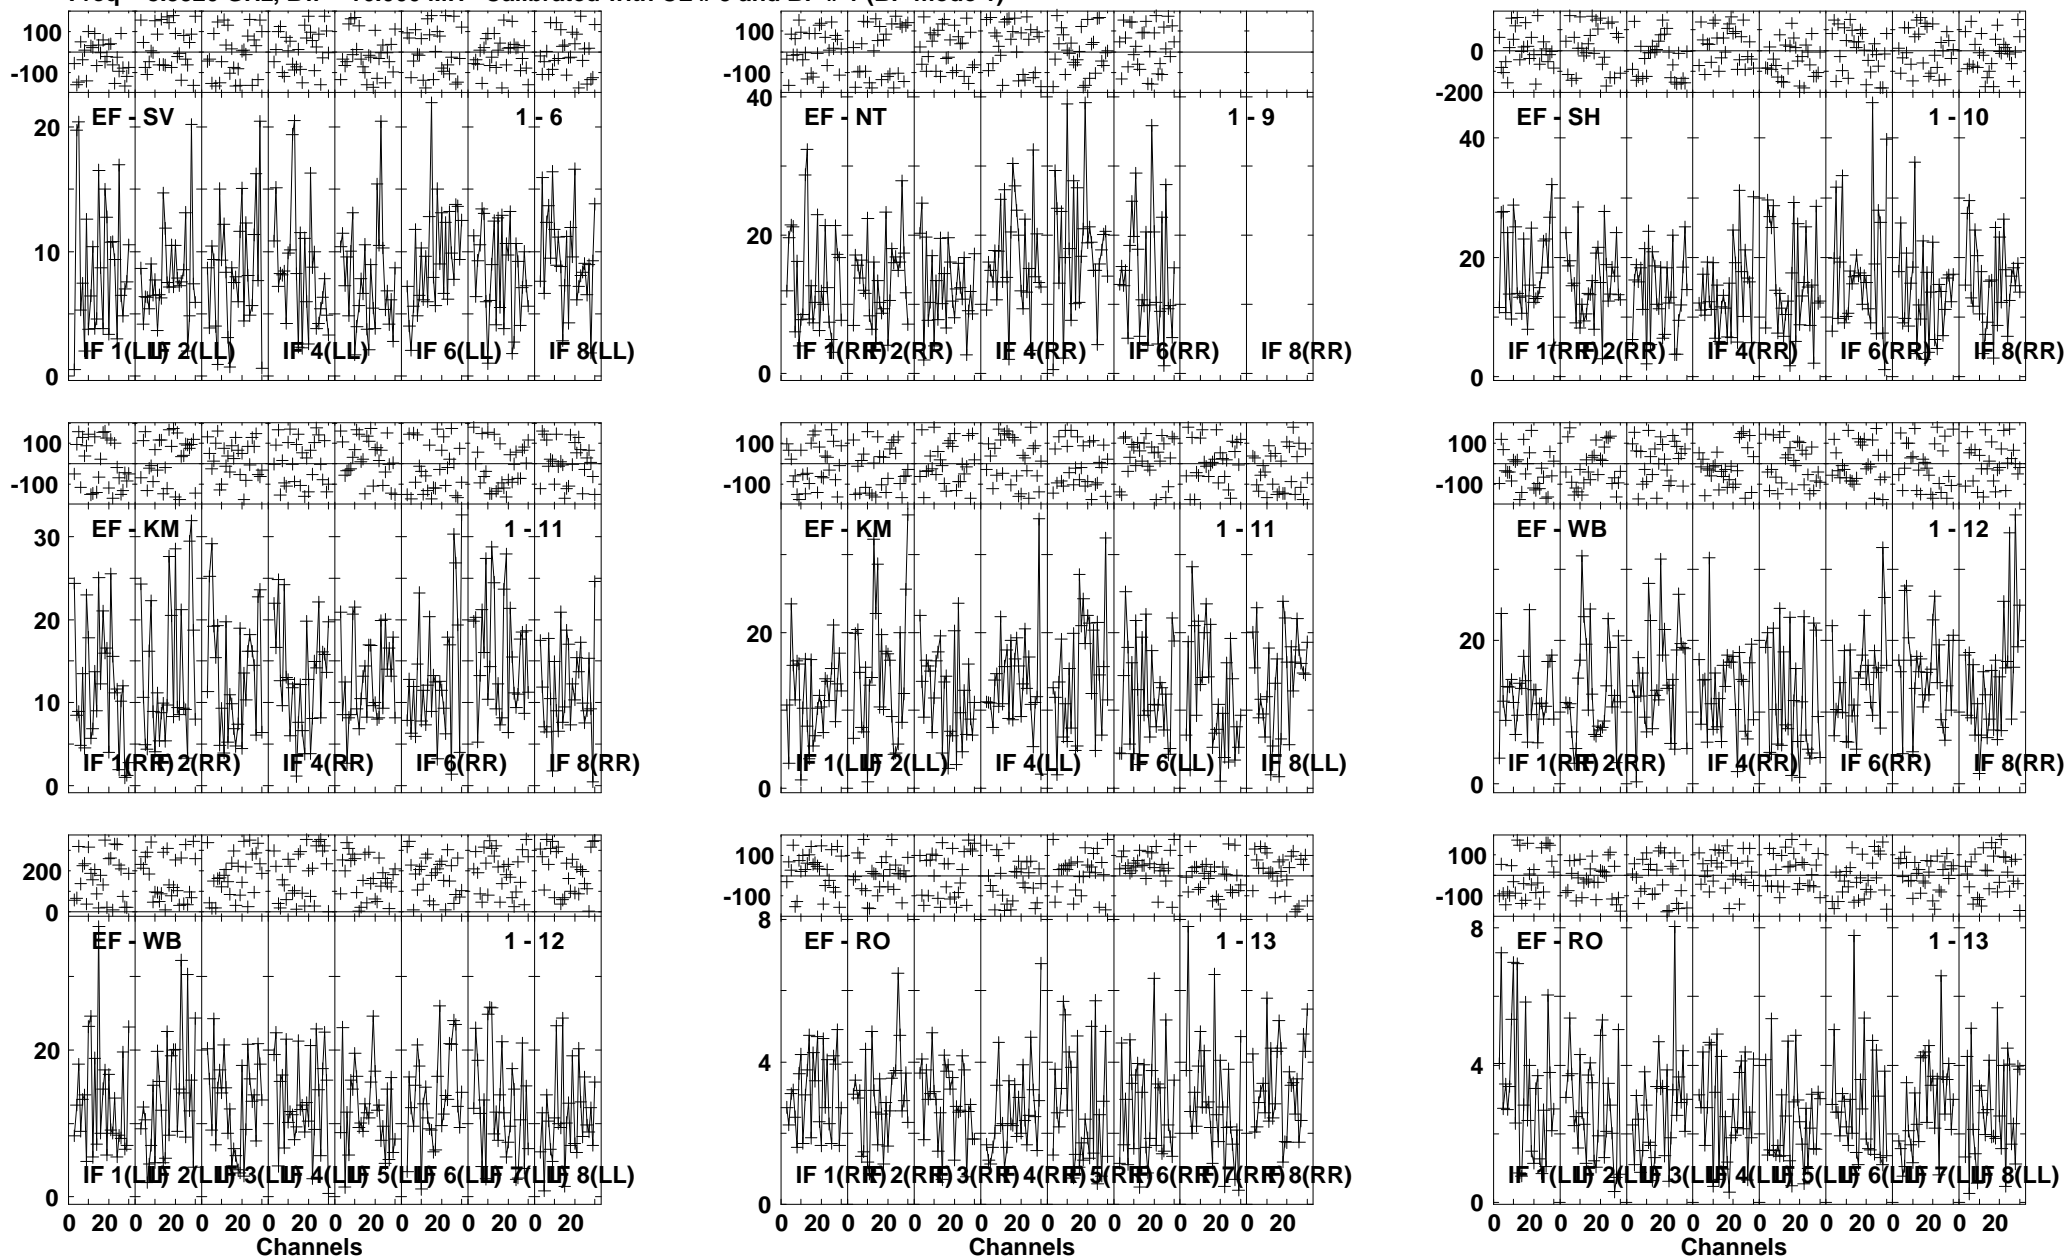 100
-100
EF - SV 1 - 6
20
10
0
IF 1(LL) IF 2(LL) IF 4(LL) IF 6(LL) IF 8(LL)
100
-100
40
EF - NT 1 - 9
20
0
IF 1(RR) IF 2(RR) IF 4(RR) IF 6(RR) IF 8(RR)
0
-200
EF - SH 1 - 10
40
20
0
IF 1(RR) IF 2(RR) IF 4(RR) IF 6(RR) IF 8(RR)
100
-100
EF - KM 1 - 11
30
20
10
0
IF 1(RR) IF 2(RR) IF 4(RR) IF 6(RR) IF 8(RR)
100
-100
EF - KM 1 - 11
20
0
IF 1(LL) IF 2(LL) IF 4(LL) IF 6(LL) IF 8(LL)
100
-100
EF - WB 1 - 12
20
0
IF 1(RR) IF 2(RR) IF 4(RR) IF 6(RR) IF 8(RR)
200
0
EF - WB 1 - 12
20
0
IF 1(LL) IF 2(LL) IF 3(LL) IF 4(LL) IF 5(LL) IF 6(LL) IF 7(LL) IF 8(LL)
0 20 0 20 0 20 0 20 0 20 0 20 0 20 0 20
Channels
100
-100
8
EF - RO 1 - 13
4
0
IF 1(RR) IF 2(RR) IF 3(RR) IF 4(RR) IF 5(RR) IF 6(RR) IF 7(RR) IF 8(RR)
0 20 0 20 0 20 0 20 0 20 0 20 0 20 0 20
Channels
100
-100
8
EF - RO 1 - 13
4
0
IF 1(LL) IF 2(LL) IF 3(LL) IF 4(LL) IF 5(LL) IF 6(LL) IF 7(LL) IF 8(LL)
0 20 0 20 0 20 0 20 0 20 0 20 0 20 0 20
Channels